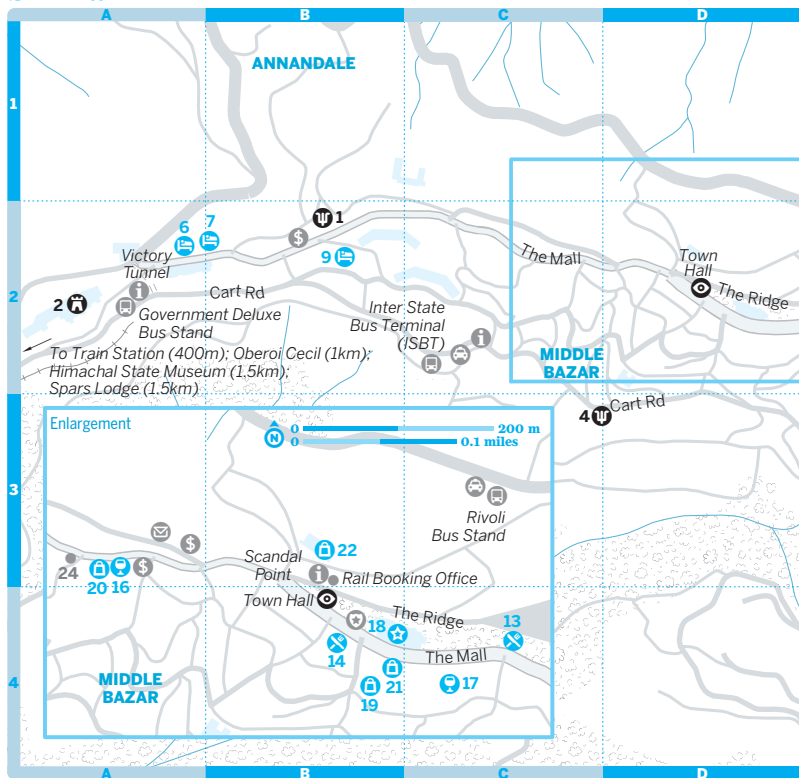 A
B
C
D
ANNANDALE
1
1
6
7
$
Victory
Tunnel
9
The Mall
Town
Hall
2
2
i
Cart Rd
The Ridge
Government Deluxe
Bus Stand
Inter State
Bus Terminal
(ISBT)
i
To Train Station (400m); Oberoi Cecil (1km);
Himachal State Museum (1.5km);
Spars Lodge (1.5km)
MIDDLE
BAZAR
4
Cart Rd
Enlargement
N
0 200 m
0 0.1 miles
3
Rivoli
Bus Stand
$
22
24
20
16
$
Scandal
Point
i
Rail Booking Office
Town Hall
The Ridge
18
13
14
The Mall
4
MIDDLE
BAZAR
21
19
17
A
B
C
D